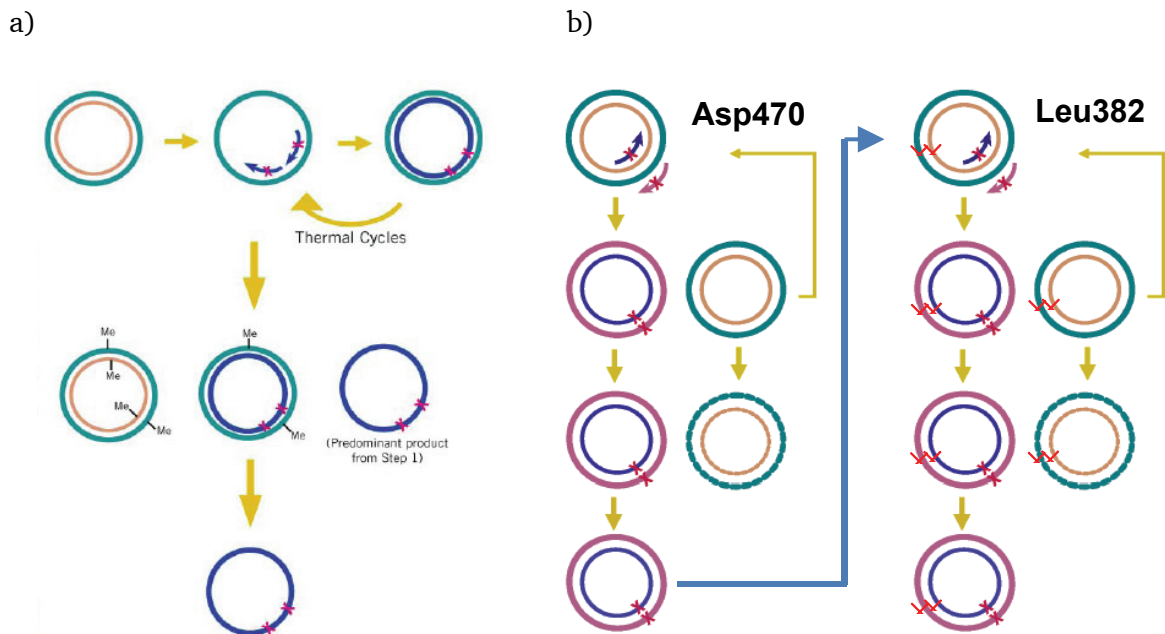 a)
b)
Asp470
Leu382
Thermal Cycles
Me
Me
Me
Me
Me
Me
(Predominant product
from Step 1)